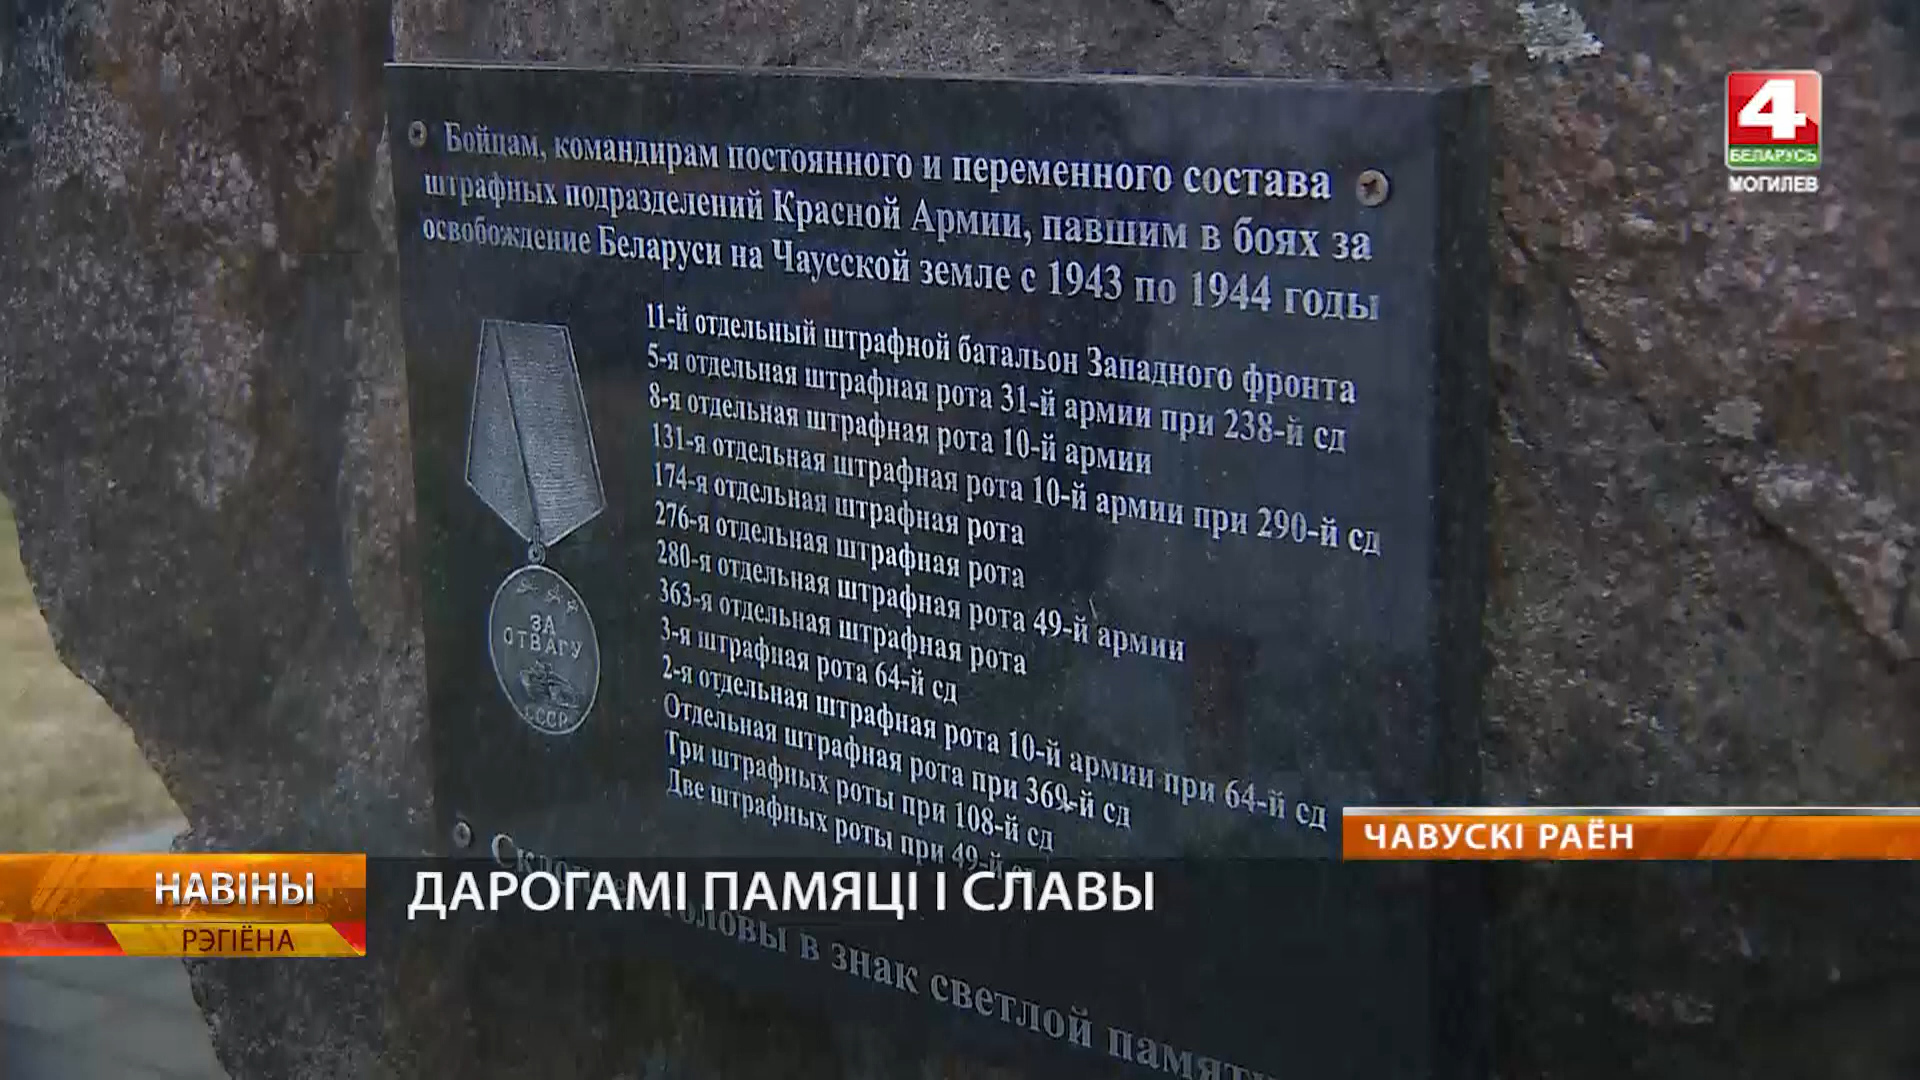 4
БЕЛАРУСЬ
МОГИЛЕВ
Бойцам, командирам постоянного и переменного состава
штрафных подразделений Красной Армии, павшим в боях за
освобождение Беларуси на Чаусской земле с 1943 по 1944 годы
11-й отдельный штрафной батальон Западного фронта
5-я отдельная штрафная рота 31-й армии при 238-й сд
8-я отдельная штрафная рота 10-й армии
131-я отдельная штрафная рота 10-й армии при 290-й сд
174-я отдельная штрафная рота
276-я отдельная штрафная рота
280-я отдельная штрафная рота 49-й армии
363-я отдельная штрафная рота
3-я штрафная рота 64-й сд
2-я отдельная штрафная рота 10-й армии при 64-й сд
Отдельная штрафная рота при 369-й сд
Три штрафных роты при 108-й сд
Две штрафных роты при 49-й
ЗА
ОТВАГУ
СССР
головы в знак светлой памяти
ЧАВУСКІ РАЁН
НАВІНЫ
РЭГІЁНА
ДАРОГАМІ ПАМЯЦІ І СЛАВЫ